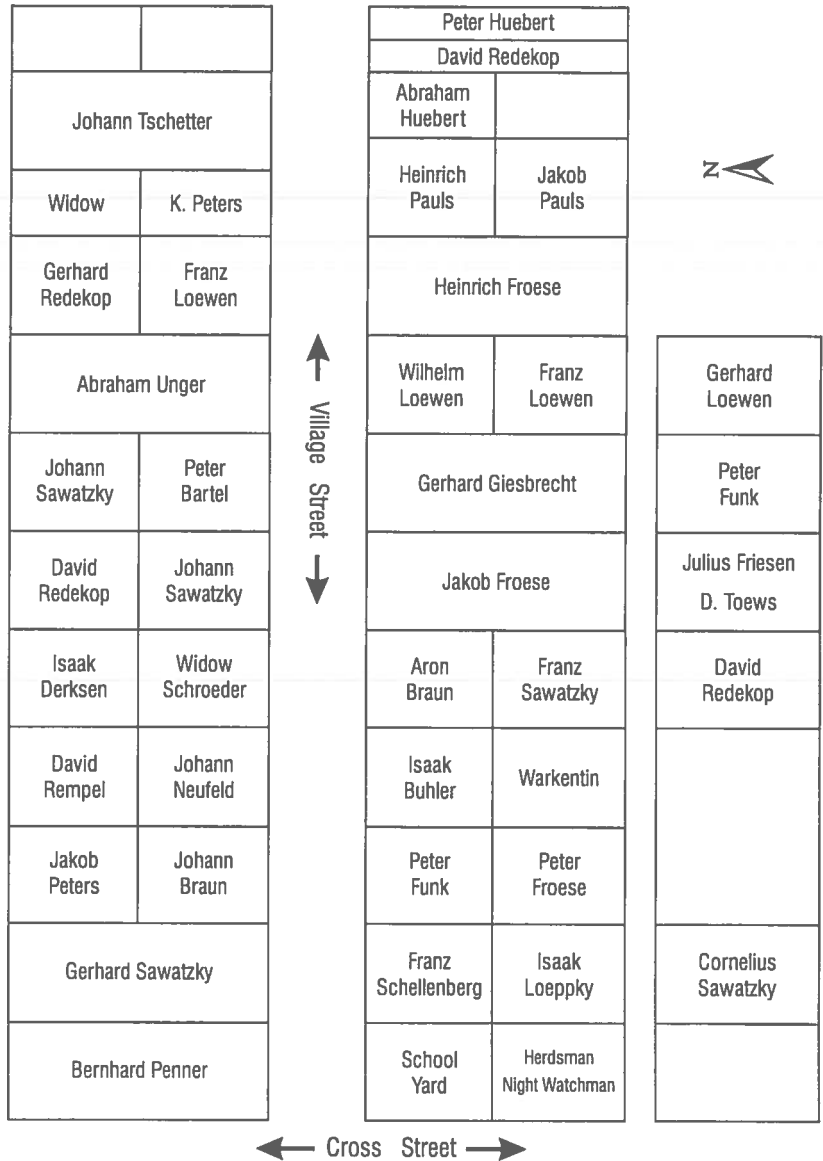 Johann Tschetter
Widow
K. Peters
Gerhard
Redekop
Franz
Loewen
Abraham Unger
Johann
Sawatzky
Peter
Bartel
David
Redekop
Johann
Sawatzky
Isaak
Derksen
Widow
Schroeder
David
Rempel
Johann
Neufeld
Jakob
Peters
Johann
Braun
Gerhard Sawatzky
Bernhard Penner
Village Street
Peter Huebert
David Redekop
Abraham
Huebert
Heinrich
Pauls
Jakob
Pauls
Heinrich Froese
Wilhelm
Loewen
Franz
Loewen
Gerhard Giesbrecht
Jakob Froese
Aron
Braun
Franz
Sawatzky
Isaak
Buhler
Warkentin
Peter
Funk
Peter
Froese
Franz
Schellenberg
Isaak
Loeppky
School
Yard
Herdsman
Night Watchman
N
Gerhard
Loewen
Peter
Funk
Julius Friesen
D. Toews
David
Redekop
Cornelius
Sawatzky
Cross Street